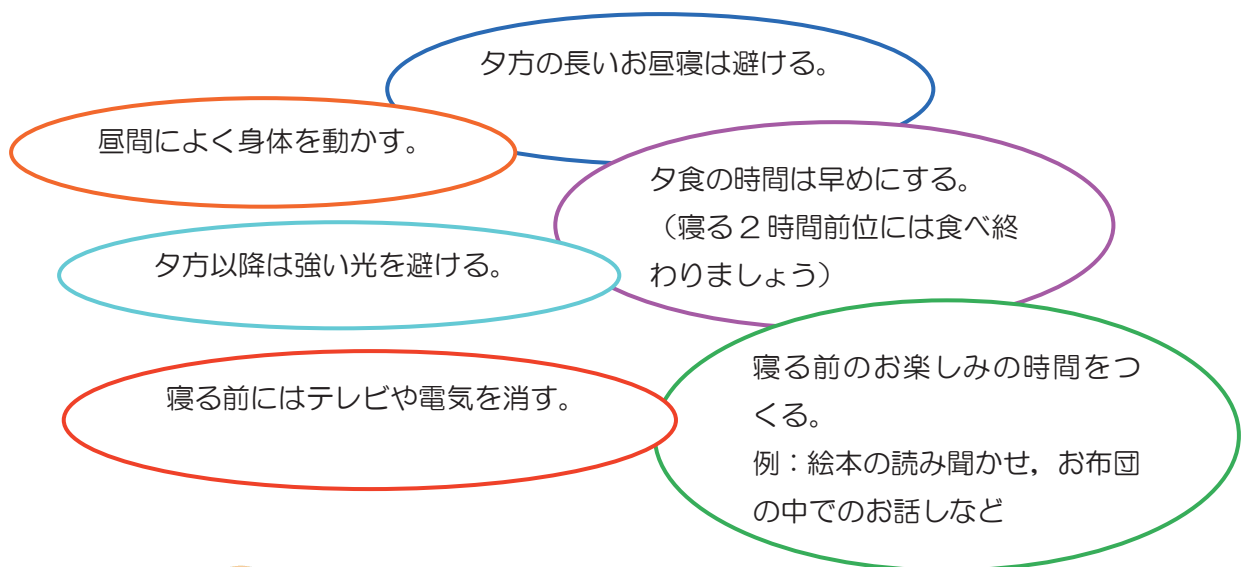 夕方の長いお昼寝は避ける。
昼間によく身体を動かす。
夕食の時間は早めにする。
（寝る２時間前位には食べ終
わりましょう）
夕方以降は強い光を避ける。
寝る前のお楽しみの時間をつ
くる。
例：絵本の読み聞かせ，お布団
の中でのお話しなど
寝る前にはテレビや電気を消す。